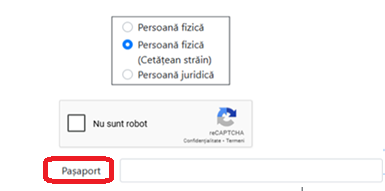 Persoană fizică
Persoană fizică
(Cetățean străin)
Persoană juridică
Nu sunt robot
reCAPTCHA
Confidențialitate - Termeni
Pașaport